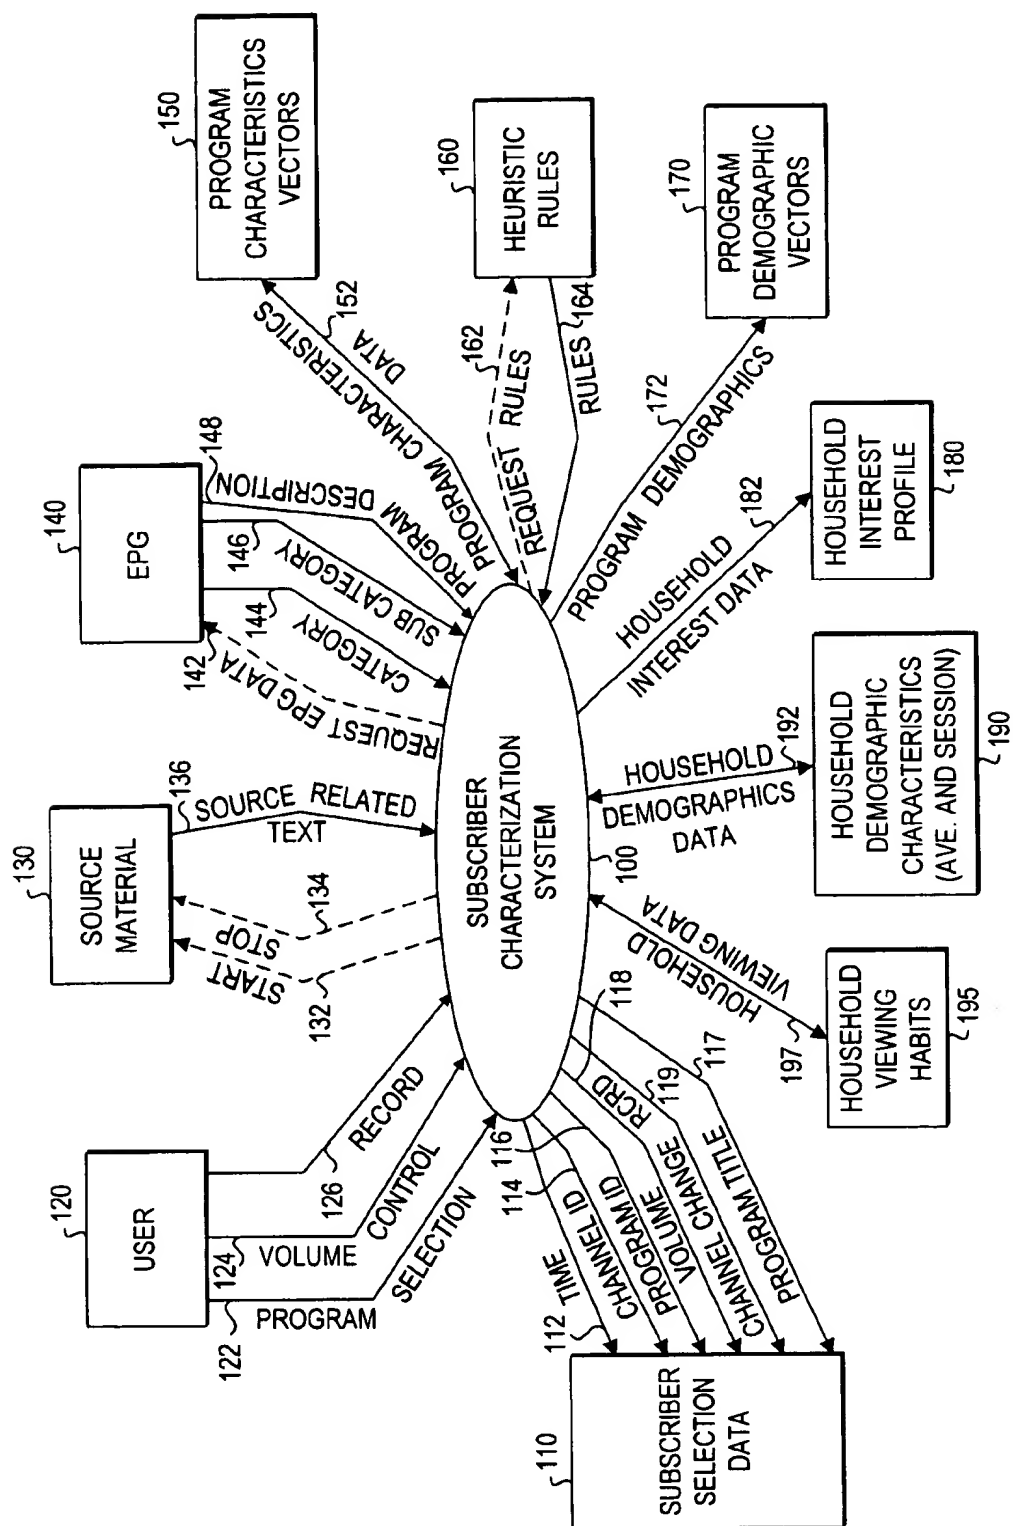 120
USER
122
PROGRAM
SELECTION
124
VOLUME
CONTROL
126
RECORD
130
SOURCE
MATERIAL
START
132
STOP
134
136
SOURCE RELATED
TEXT
140
EPG
142
REQUEST EPG DATA
144
CATEGORY
146
SUB CATEGORY
148
PROGRAM DESCRIPTION
150
PROGRAM
CHARACTERISTICS
VECTORS
PROGRAM CHARACTERISTICS
DATA
152
160
HEURISTIC
RULES
162
REQUEST RULES
RULES
164
170
PROGRAM
DEMOGRAPHIC
VECTORS
PROGRAM DEMOGRAPHICS
172
SUBSCRIBER
CHARACTERIZATION
SYSTEM
100
110
SUBSCRIBER
SELECTION
DATA
112
TIME
CHANNEL ID
114
PROGRAM ID
116
VOLUME
RCRD
118
CHANNEL CHANGE
119
PROGRAM TITLE
117
HOUSEHOLD
VIEWING DATA
197
HOUSEHOLD
VIEWING
HABITS
195
HOUSEHOLD
DEMOGRAPHICS
DATA
192
HOUSEHOLD
DEMOGRAPHIC
CHARACTERISTICS
(AVE. AND SESSION)
190
HOUSEHOLD
INTEREST DATA
182
HOUSEHOLD
INTEREST
PROFILE
180